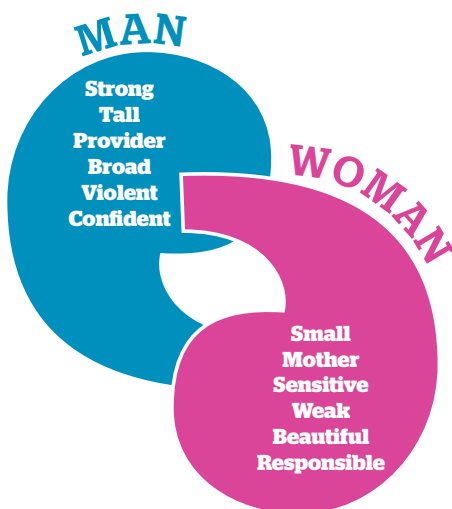 MAN
Strong
Tall
Provider
Broad
Violent
Confident
WOMAN
Small
Mother
Sensitive
Weak
Beautiful
Responsible